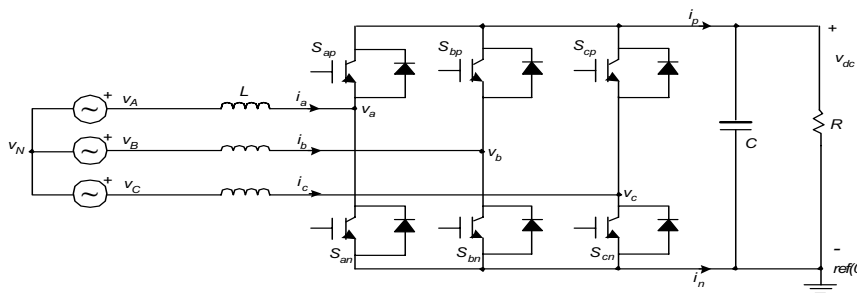 i_p
+
S_ap
S_bp
S_cp
v_dc
+
v_A
L
i_a
v_a
R
v_N
+
v_B
i_b
v_b
C
+
v_C
i_c
v_c
S_an
S_bn
S_cn
-
i_n
ref(0